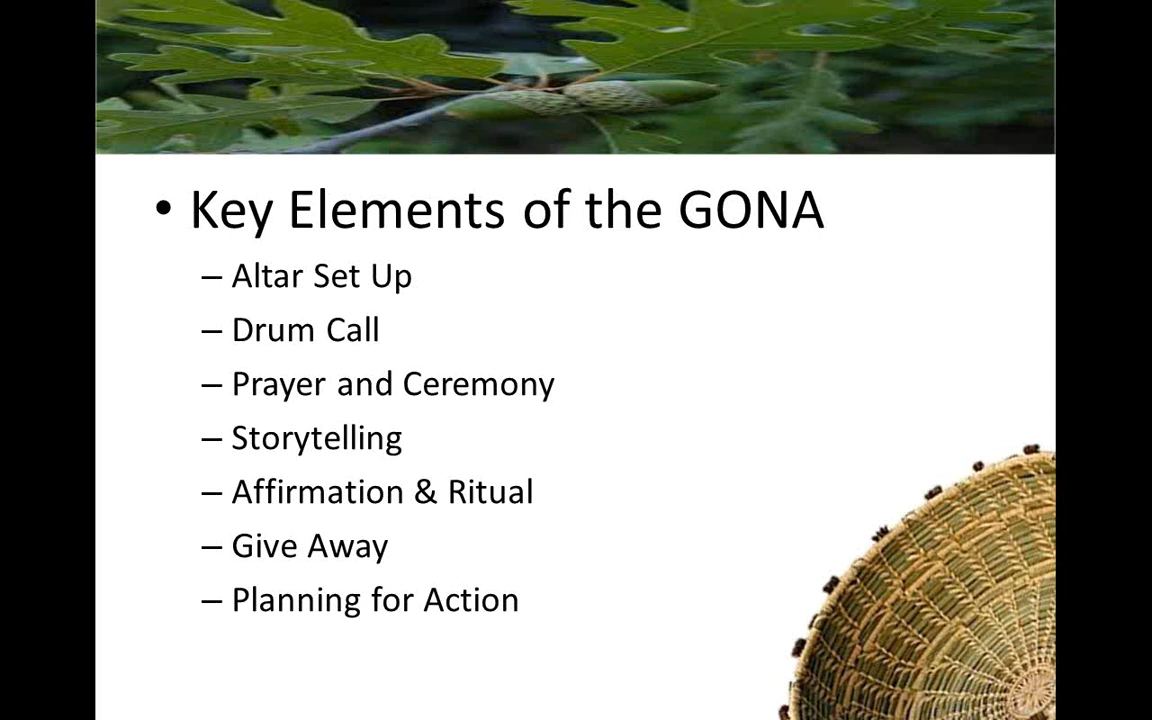 • Key Elements of the GONA
– Altar Set Up
– Drum Call
– Prayer and Ceremony
– Storytelling
– Affirmation & Ritual
– Give Away
– Planning for Action